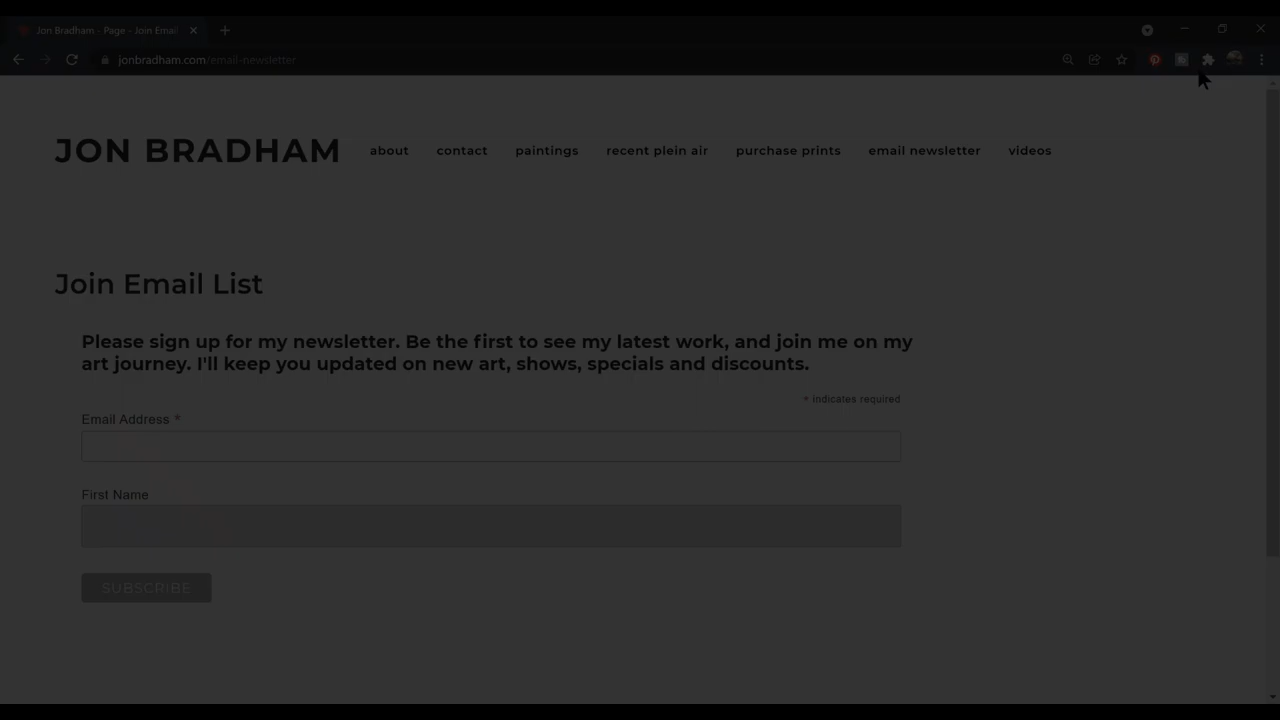 Jon Bradham - Page - Join Email
jonbradham.com/email-newsletter
JON BRADHAM
about contact paintings recent plein air purchase prints email newsletter videos
Join Email List
Please sign up for my newsletter. Be the first to see my latest work, and join me on my
art journey. I'll keep you updated on new art, shows, specials and discounts.
* indicates required
Email Address *
First Name
SUBSCRIBE